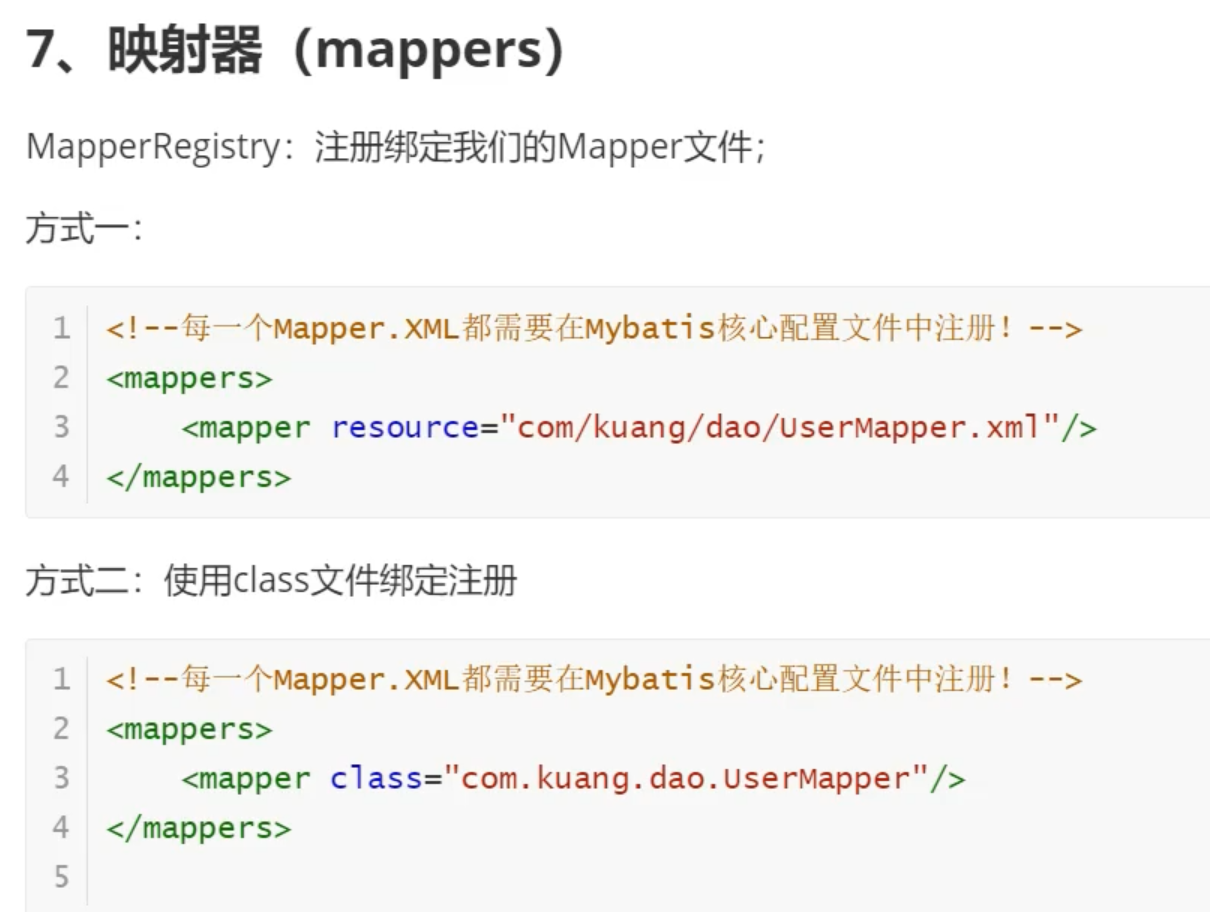 7、映射器（mappers）
MapperRegistry：注册绑定我们的Mapper文件；
方式一：
1 <!--每一个Mapper.XML都需要在Mybatis核心配置文件中注册！-->
2 <mappers>
3     <mapper resource="com/kuang/dao/UserMapper.xml"/>
4 </mappers>
方式二：使用class文件绑定注册
1 <!--每一个Mapper.XML都需要在Mybatis核心配置文件中注册！-->
2 <mappers>
3     <mapper class="com.kuang.dao.UserMapper"/>
4 </mappers>
5